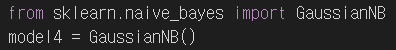 from sklearn.naive_bayes import GaussianNB
model4 = GaussianNB()